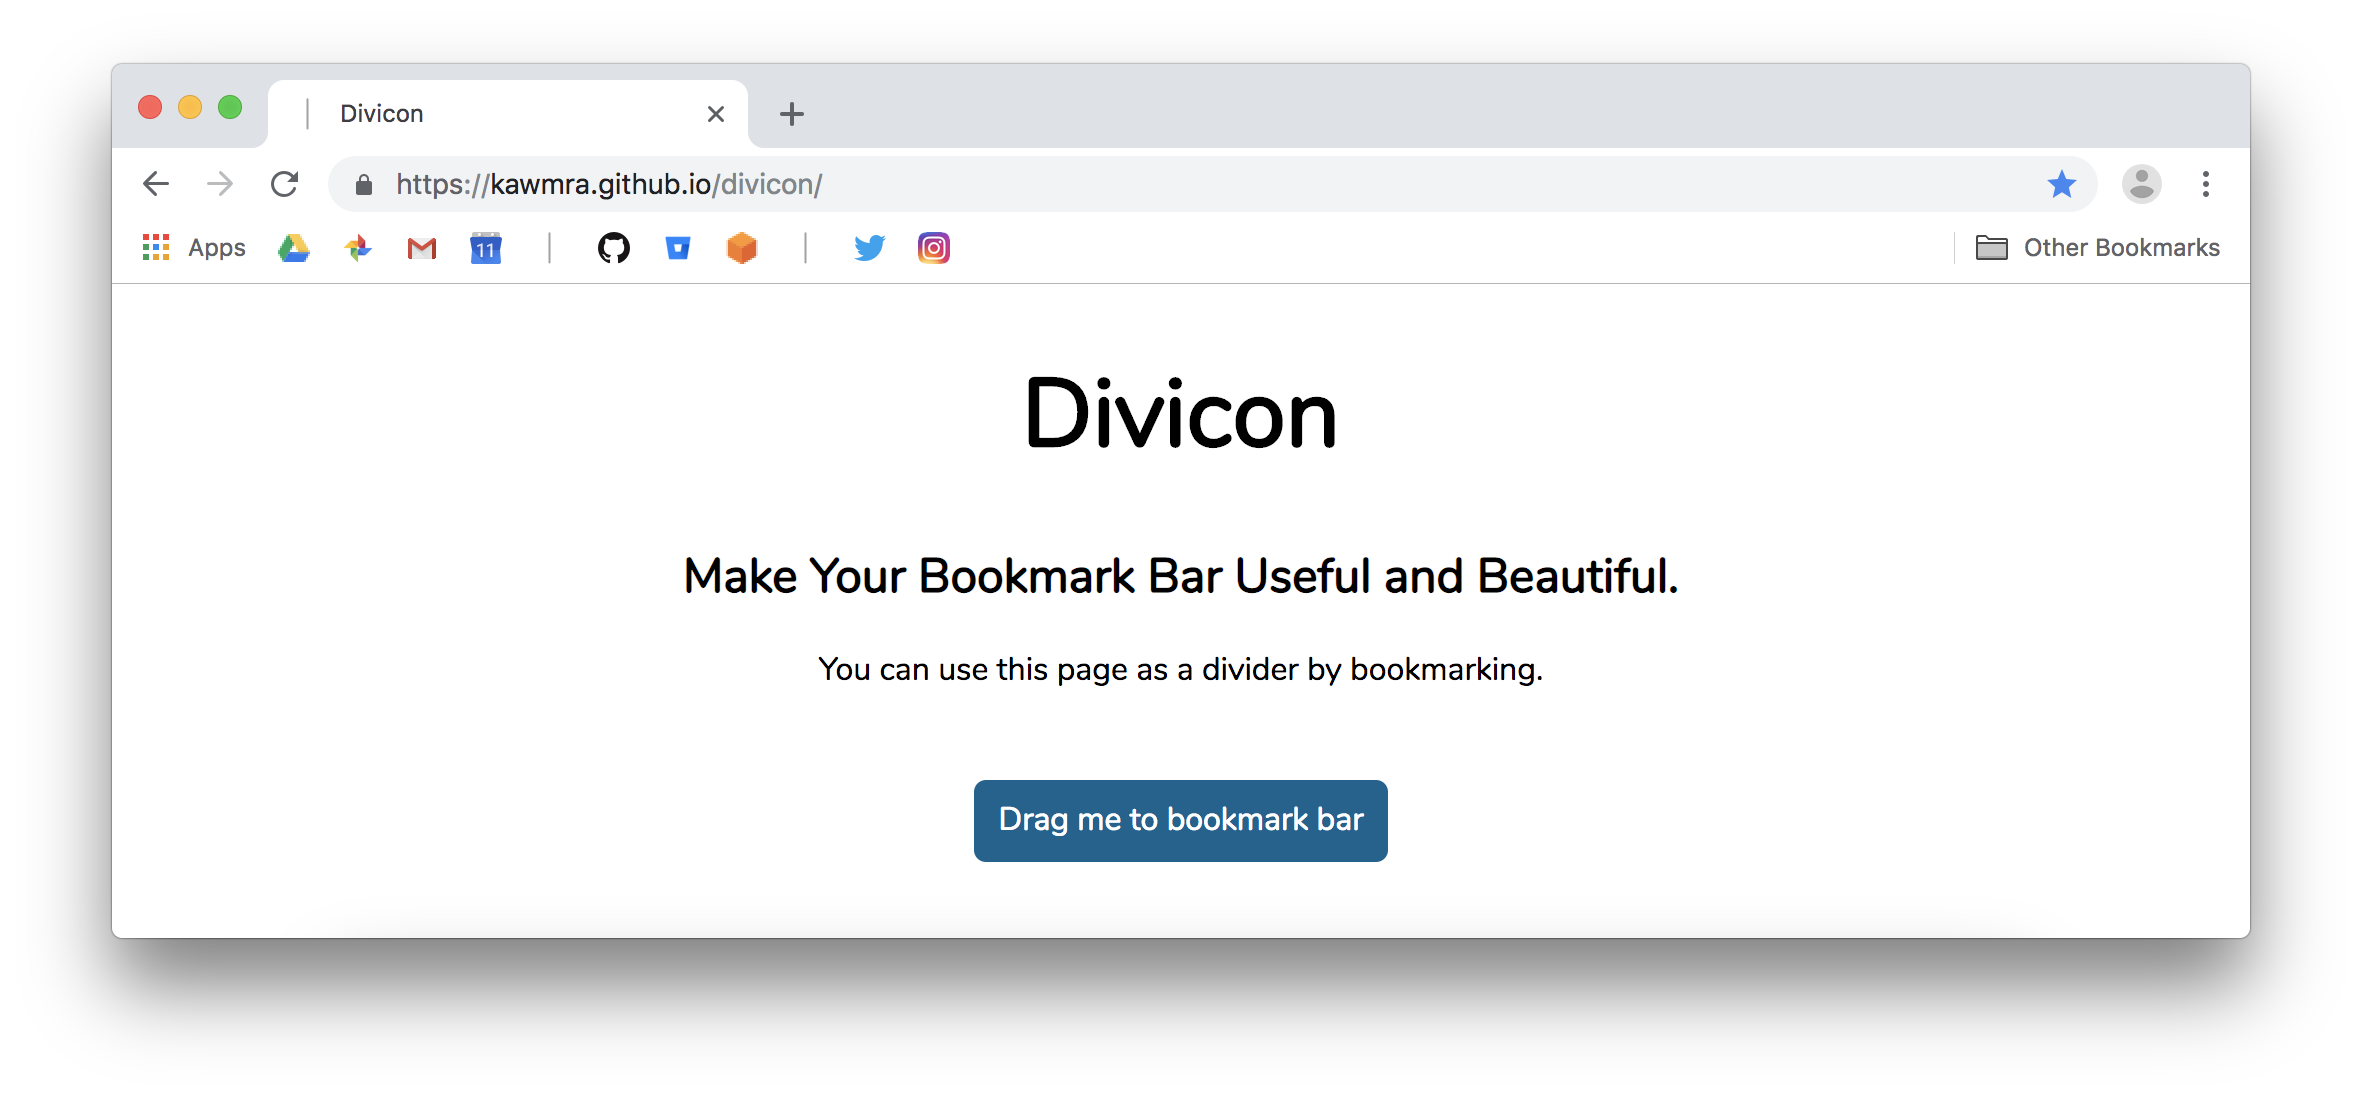 Divicon
https://kawmra.github.io/divicon/
Apps
11
Other Bookmarks
Divicon
Make Your Bookmark Bar Useful and Beautiful.
You can use this page as a divider by bookmarking.
Drag me to bookmark bar